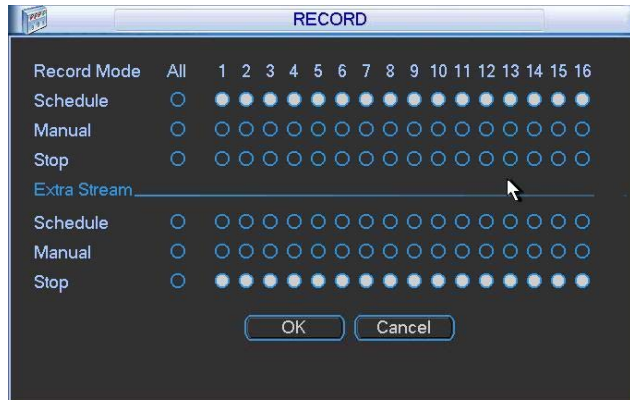 RECORD
Record Mode All 1 2 3 4 5 6 7 8 9 10 11 12 13 14 15 16
Schedule
Manual
Stop
Extra Stream
Schedule
Manual
Stop
OK Cancel